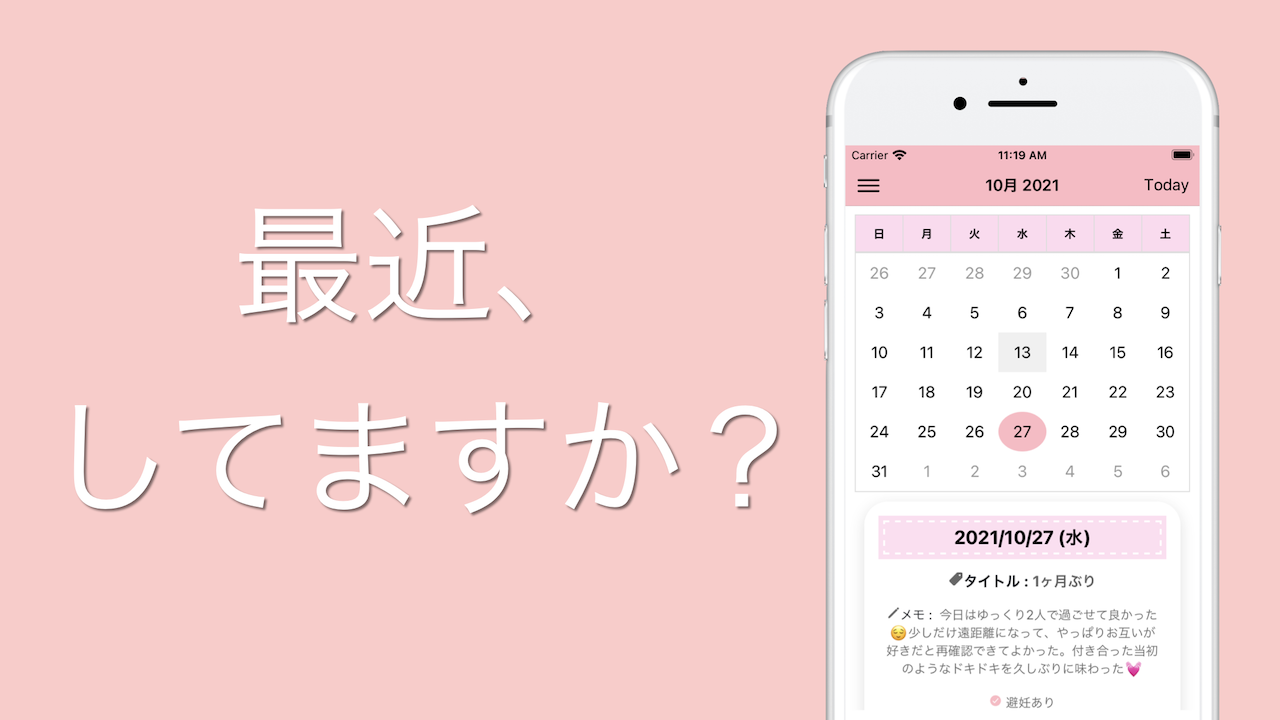 最近、
してますか？
Carrier 11:19 AM
10月 2021 Today
日 月 火 水 木 金 土
26 27 28 29 30 1 2
3 4 5 6 7 8 9
10 11 12 13 14 15 16
17 18 19 20 21 22 23
24 25 26 27 28 29 30
31 1 2 3 4 5 6
2021/10/27 (水)
タイトル : 1ヶ月ぶり
メモ : 今日はゆっくり2人で過ごせて良かった
😌少しだけ遠距離になって、やっぱりお互いが
好きだと再確認できてよかった。付き合った当初
のようなドキドキを久しぶりに味わった💓
避妊あり